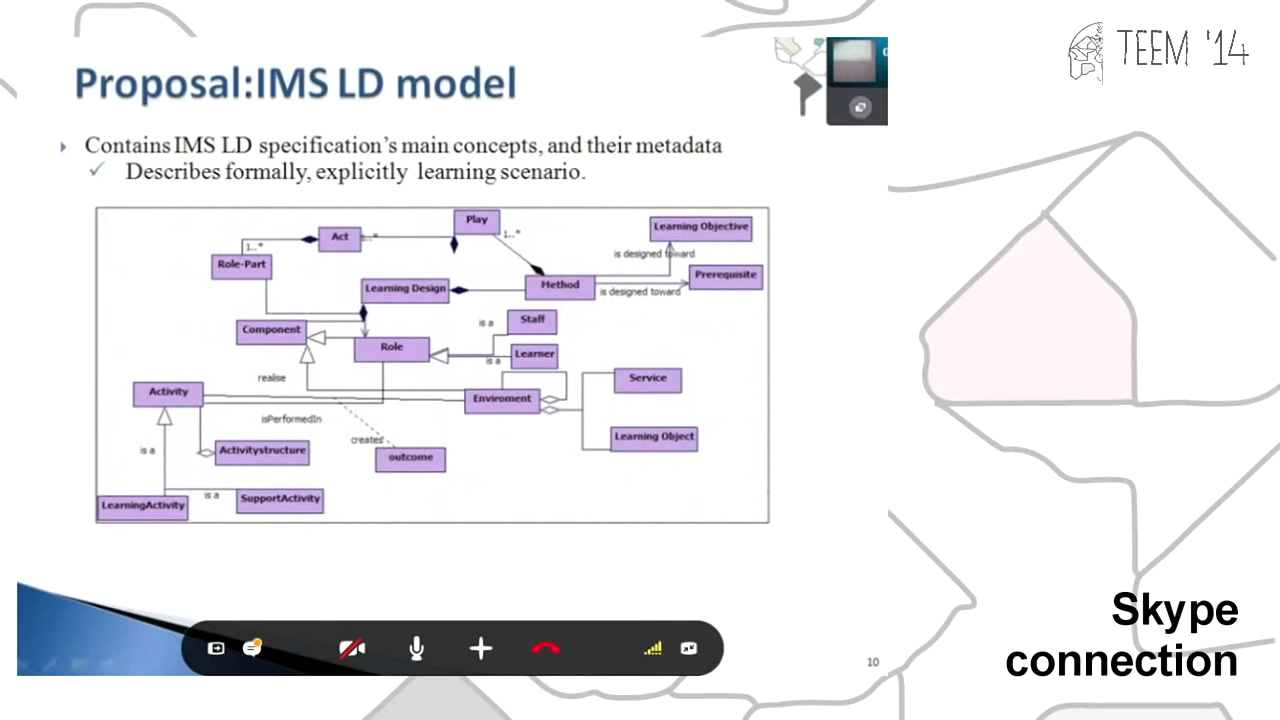 TEEM '14
Proposal:IMS LD model
Contains IMS LD specification's main concepts, and their metadata
Describes formally, explicitly learning scenario.
Play
Act
1..*
1..*
Learning Objective
1..*
is designed toward
Role-Part
Prerequisite
Learning Design
Method
is designed toward
Staff
is a
Component
Role
Learner
is a
realise
Service
Activity
Enviroment
isPerformedIn
creates
Learning Object
is a
Activitystructure
outcome
is a
SupportActivity
LearningActivity
10
Skype
connection